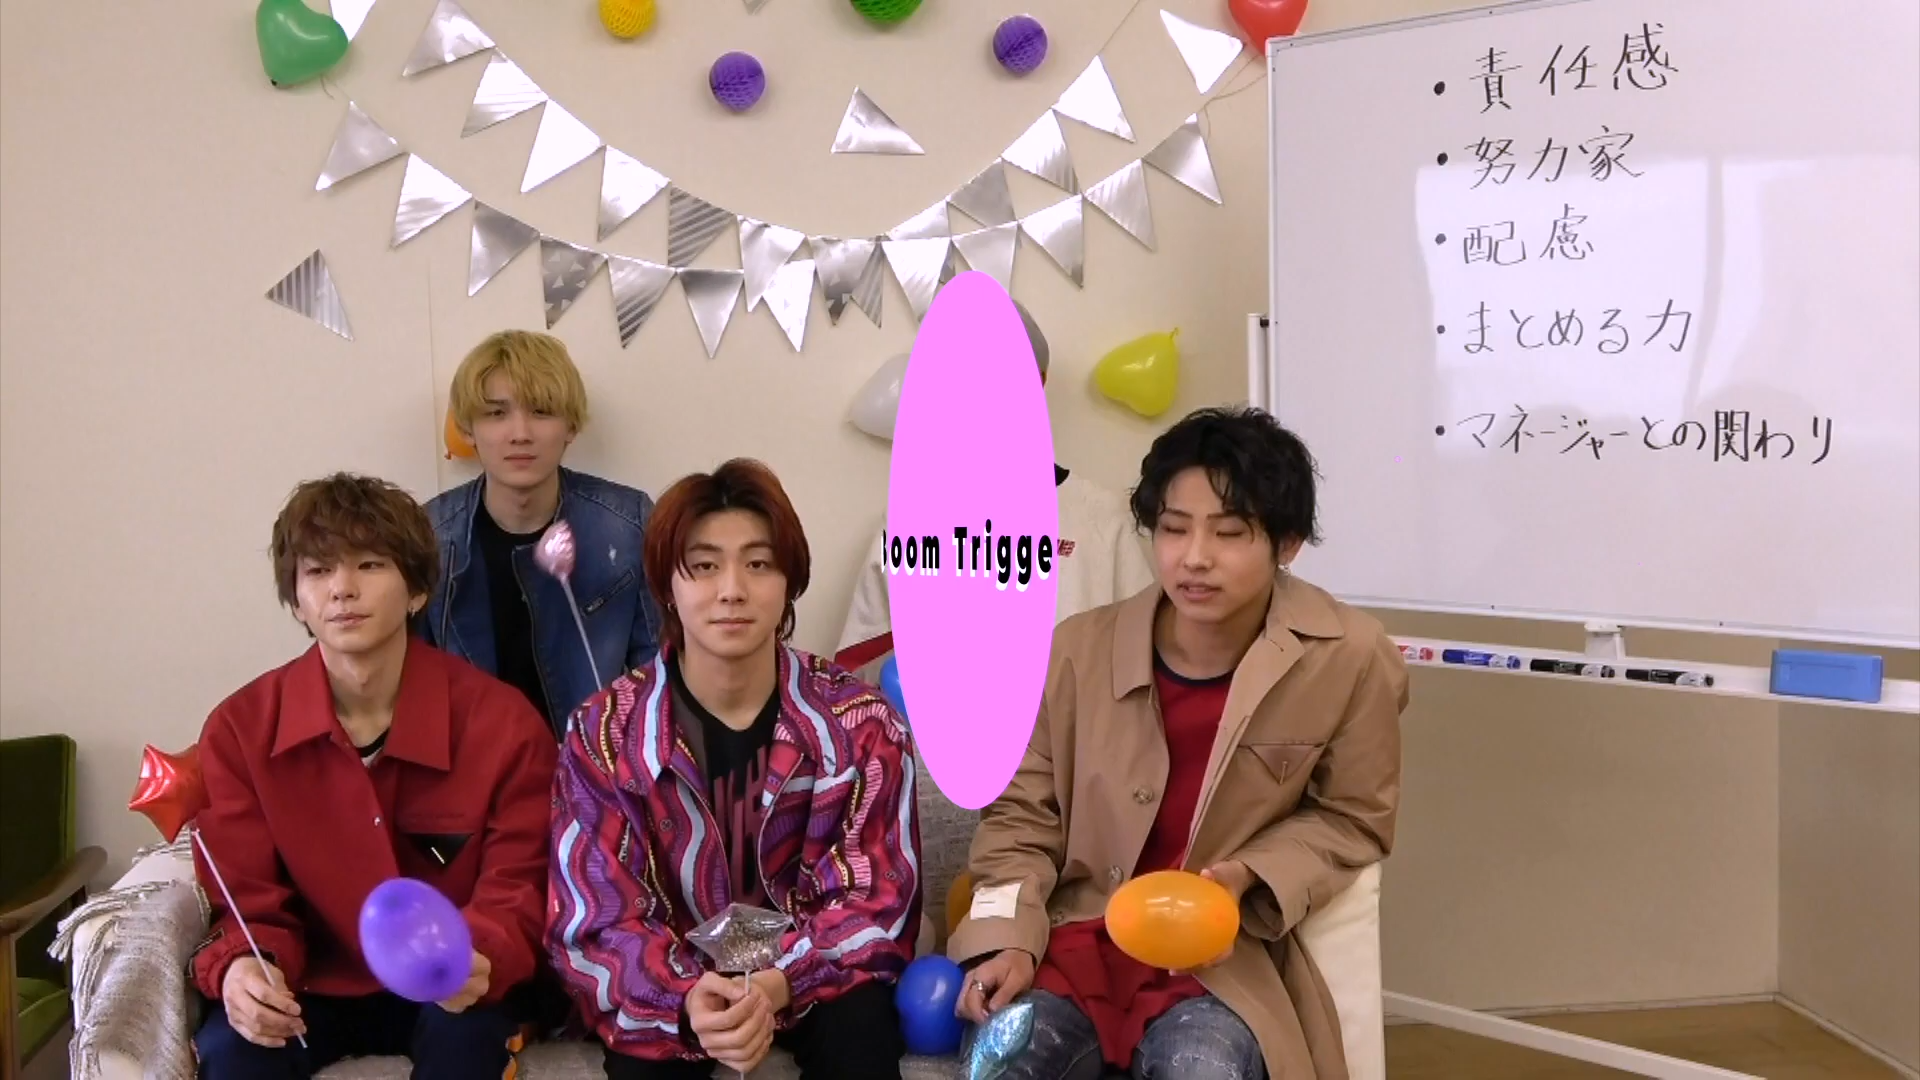 ・責任感
・努力家
・配慮
・まとめる力
・マネージャーとの関わり
Boom Trigge